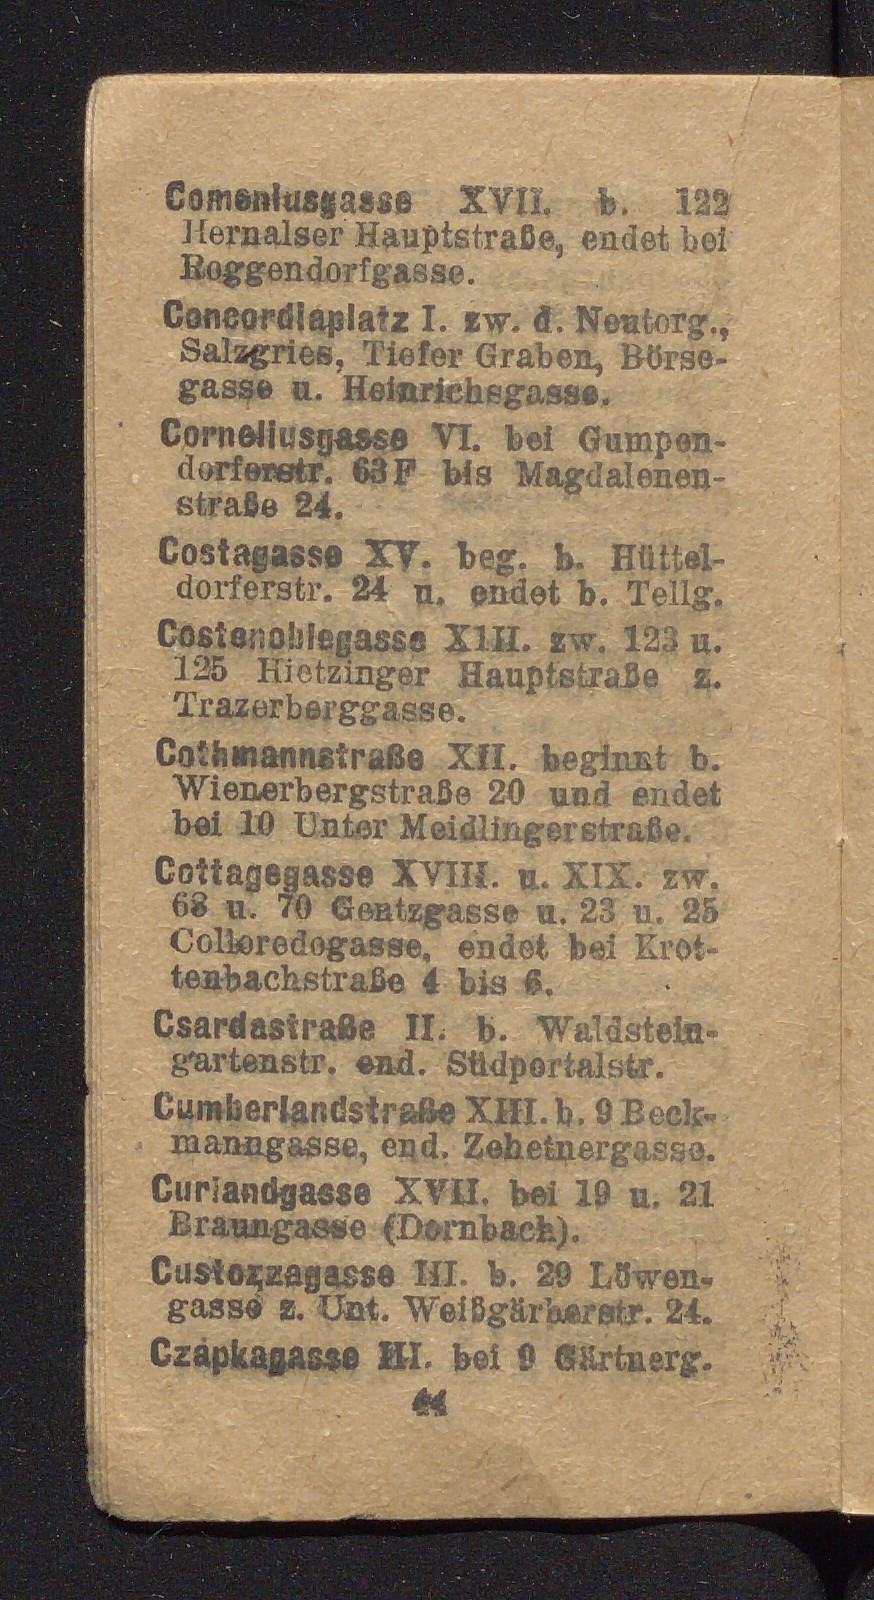 Comeniusgasse XVII. b. 122
Hernalser Hauptstraße, endet bei
Roggendorfgasse.
Concordiaplatz I. zw. d. Neutorg.,
Salzgries, Tiefer Graben, Börse-
gasse u. Heinrichsgasse.
Corneliusgasse VI. bei Gumpen-
dorferstr. 63F bis Magdalenen-
straße 24.
Costagasse XV. beg. b. Hüttel-
dorferstr. 24 u. endet b. Tellg.
Costenoblegasse XIII. zw. 123 u.
125 Hietzinger Hauptstraße z.
Trazerberggasse.
Cothmannstraße XII. beginnt b.
Wienerbergstraße 20 und endet
bei 10 Unter Meidlingerstraße.
Cottagegasse XVIII. u. XIX. zw.
68 u. 70 Gentzgasse u. 23 u. 25
Colloredogasse, endet bei Krot-
tenbachstraße 4 bis 6.
Csardastraße II. b. Waldstein-
gartenstr. end. Südportalstr.
Cumberlandstraße XIII. b. 9 Beck-
manngasse, end. Zehetnergasse.
Curlandgasse XVII. bei 19 u. 21
Braungasse (Dornbach).
Custozzagasse III. b. 29 Löwen-
gasse z. Unt. Weißgärberstr. 24.
Czapkagasse III. bei 9 Gärtnerg.
44